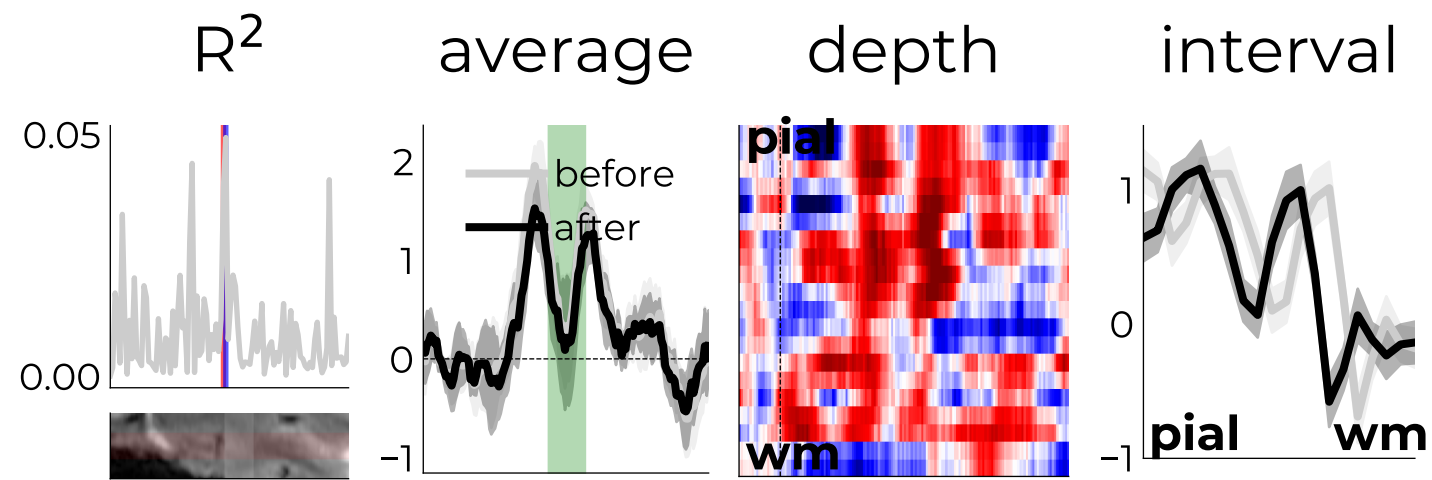 R²
average
depth
interval
0.05
0.00
2
1
0
−1
before
after
pial
wm
1
0
−1
pial
wm